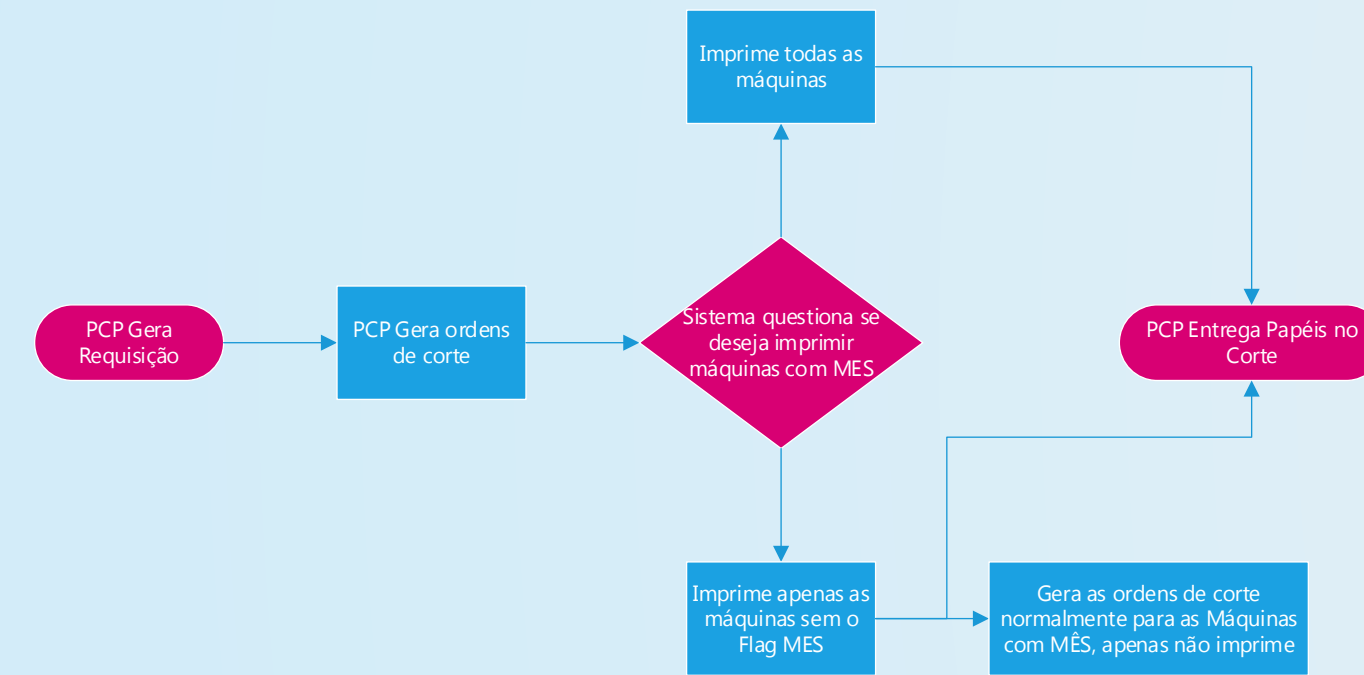 Imprime todas as
máquinas
PCP Gera
Requisição
PCP Gera ordens
de corte
Sistema questiona se
deseja imprimir
máquinas com MES
PCP Entrega Papéis no
Corte
Imprime apenas as
máquinas sem o
Flag MES
Gera as ordens de corte
normalmente para as Máquinas
com MÊS, apenas não imprime